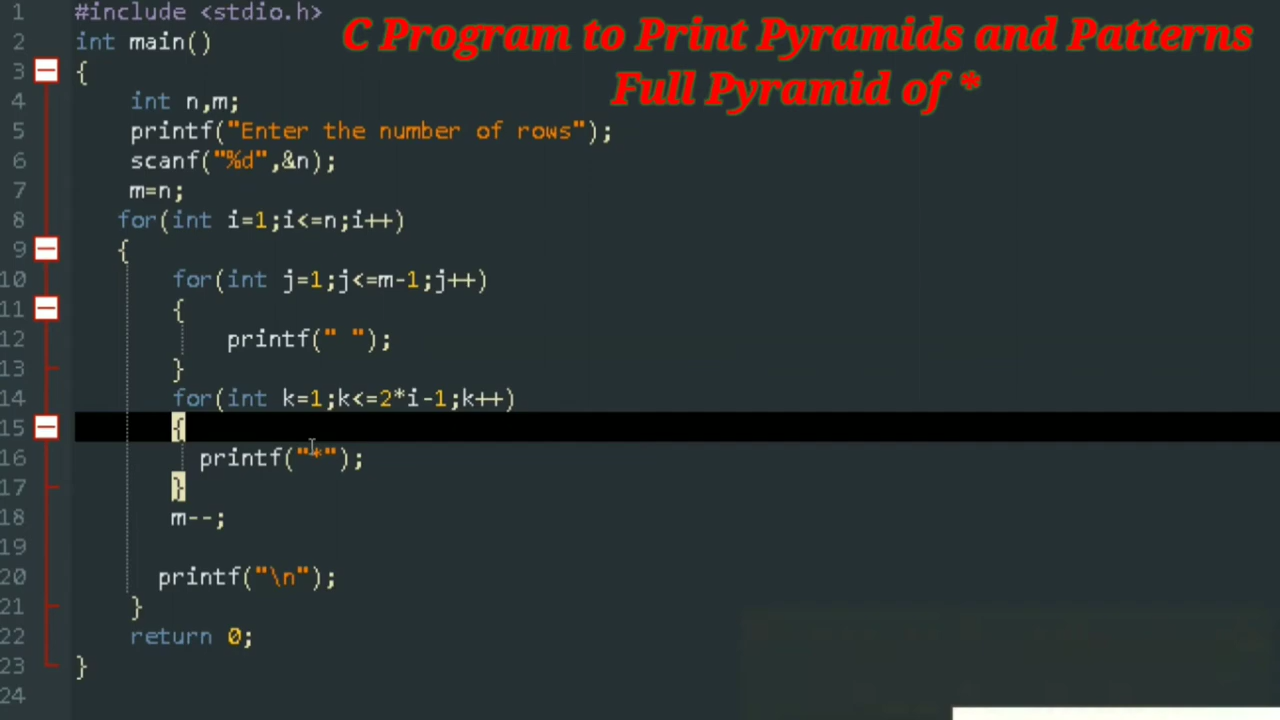 C Program to Print Pyramids and Patterns
Full Pyramid of *
1 #include <stdio.h>
2 int main()
3 {
4 int n,m;
5 printf("Enter the number of rows");
6 scanf("%d",&n);
7 m=n;
8 for(int i=1;i<=n;i++)
9 {
10 for(int j=1;j<=m-1;j++)
11 {
12 printf(" ");
13 }
14 for(int k=1;k<=2*i-1;k++)
15 {
16 printf("*");
17 }
18 m--;
19
20 printf("\n");
21 }
22 return 0;
23 }
24